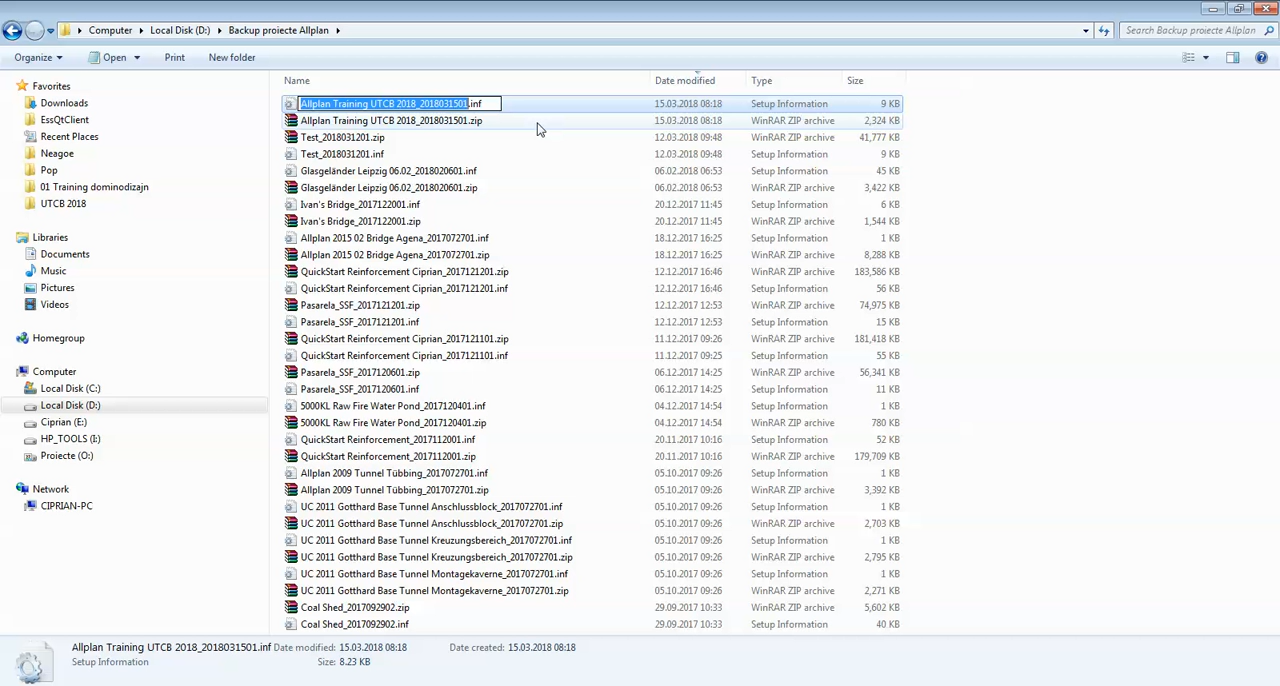 Computer ▸ Local Disk (D:) ▸ Backup proiecte Allplan ▸
Search Backup proiecte Allplan
Organize Open Print New folder
Favorites
Downloads
EssQtClient
Recent Places
Neagoe
Pop
01 Training dominodizajn
UTCB 2018
Libraries
Documents
Music
Pictures
Videos
Homegroup
Computer
Local Disk (C:)
Local Disk (D:)
Ciprian (E:)
HP_TOOLS (I:)
Proiecte (O:)
Network
CIPRIAN-PC
Name Date modified Type Size
Allplan Training UTCB 2018_2018031501.inf 15.03.2018 08:18 Setup Information 9 KB
Allplan Training UTCB 2018_2018031501.zip 15.03.2018 08:18 WinRAR ZIP archive 2,324 KB
Test_2018031201.zip 12.03.2018 09:48 WinRAR ZIP archive 41,777 KB
Test_2018031201.inf 12.03.2018 09:48 Setup Information 9 KB
Glasgeländer Leipzig 06.02_2018020601.inf 06.02.2018 06:53 Setup Information 45 KB
Glasgeländer Leipzig 06.02_2018020601.zip 06.02.2018 06:53 WinRAR ZIP archive 3,422 KB
Ivan's Bridge_2017122001.inf 20.12.2017 11:45 Setup Information 6 KB
Ivan's Bridge_2017122001.zip 20.12.2017 11:45 WinRAR ZIP archive 1,544 KB
Allplan 2015 02 Bridge Agena_2017072701.inf 18.12.2017 16:25 Setup Information 1 KB
Allplan 2015 02 Bridge Agena_2017072701.zip 18.12.2017 16:25 WinRAR ZIP archive 8,288 KB
QuickStart Reinforcement Ciprian_2017121201.zip 12.12.2017 16:46 WinRAR ZIP archive 183,586 KB
QuickStart Reinforcement Ciprian_2017121201.inf 12.12.2017 16:46 Setup Information 56 KB
Pasarela_SSF_2017121201.zip 12.12.2017 12:53 WinRAR ZIP archive 74,975 KB
Pasarela_SSF_2017121201.inf 12.12.2017 12:53 Setup Information 15 KB
QuickStart Reinforcement Ciprian_2017121101.zip 11.12.2017 09:26 WinRAR ZIP archive 181,418 KB
QuickStart Reinforcement Ciprian_2017121101.inf 11.12.2017 09:25 Setup Information 55 KB
Pasarela_SSF_2017120601.zip 06.12.2017 14:25 WinRAR ZIP archive 56,341 KB
Pasarela_SSF_2017120601.inf 06.12.2017 14:25 Setup Information 11 KB
5000KL Raw Fire Water Pond_2017120401.inf 04.12.2017 14:54 Setup Information 1 KB
5000KL Raw Fire Water Pond_2017120401.zip 04.12.2017 14:54 WinRAR ZIP archive 780 KB
QuickStart Reinforcement_2017112001.inf 20.11.2017 10:16 Setup Information 52 KB
QuickStart Reinforcement_2017112001.zip 20.11.2017 10:16 WinRAR ZIP archive 179,709 KB
Allplan 2009 Tunnel Tübbing_2017072701.inf 05.10.2017 09:26 Setup Information 1 KB
Allplan 2009 Tunnel Tübbing_2017072701.zip 05.10.2017 09:26 WinRAR ZIP archive 3,392 KB
UC 2011 Gotthard Base Tunnel Anschlussblock_2017072701.inf 05.10.2017 09:26 Setup Information 1 KB
UC 2011 Gotthard Base Tunnel Anschlussblock_2017072701.zip 05.10.2017 09:26 WinRAR ZIP archive 2,703 KB
UC 2011 Gotthard Base Tunnel Kreuzungsbereich_2017072701.inf 05.10.2017 09:26 Setup Information 1 KB
UC 2011 Gotthard Base Tunnel Kreuzungsbereich_2017072701.zip 05.10.2017 09:26 WinRAR ZIP archive 2,795 KB
UC 2011 Gotthard Base Tunnel Montagekaverne_2017072701.inf 05.10.2017 09:26 Setup Information 1 KB
UC 2011 Gotthard Base Tunnel Montagekaverne_2017072701.zip 05.10.2017 09:26 WinRAR ZIP archive 2,271 KB
Coal Shed_2017092902.zip 29.09.2017 10:33 WinRAR ZIP archive 5,602 KB
Coal Shed_2017092902.inf 29.09.2017 10:33 Setup Information 40 KB
Allplan Training UTCB 2018_2018031501.inf Date modified: 15.03.2018 08:18 Date created: 15.03.2018 08:18
Setup Information Size: 8.23 KB